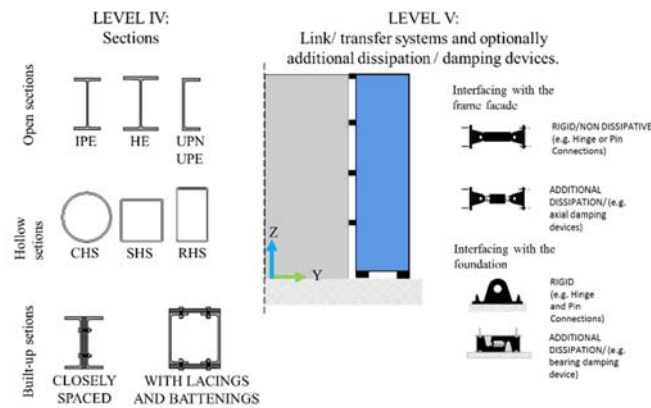 LEVEL IV:
Sections
Open sections
IPE
HE
UPN
UPE
Hollow
setions
CHS
SHS
RHS
Built-up setions
CLOSELY
SPACED
WITH LACINGS
AND BATTENINGS
LEVEL V:
Link/ transfer systems and optionally
additional dissipation / damping devices.
Z
Y
Interfacing with the
frame facade
RIGID/NON DISSIPATIVE
(e.g. Hinge or Pin
Connections)
ADDITIONAL
DISSIPATION/ (e.g.
axial damping
devices)
Interfacing with the
foundation
RIGID
(e.g. Hinge
and Pin
Connections)
ADDITIONAL
DISSIPATION/ (e.g.
bearing damping
device)